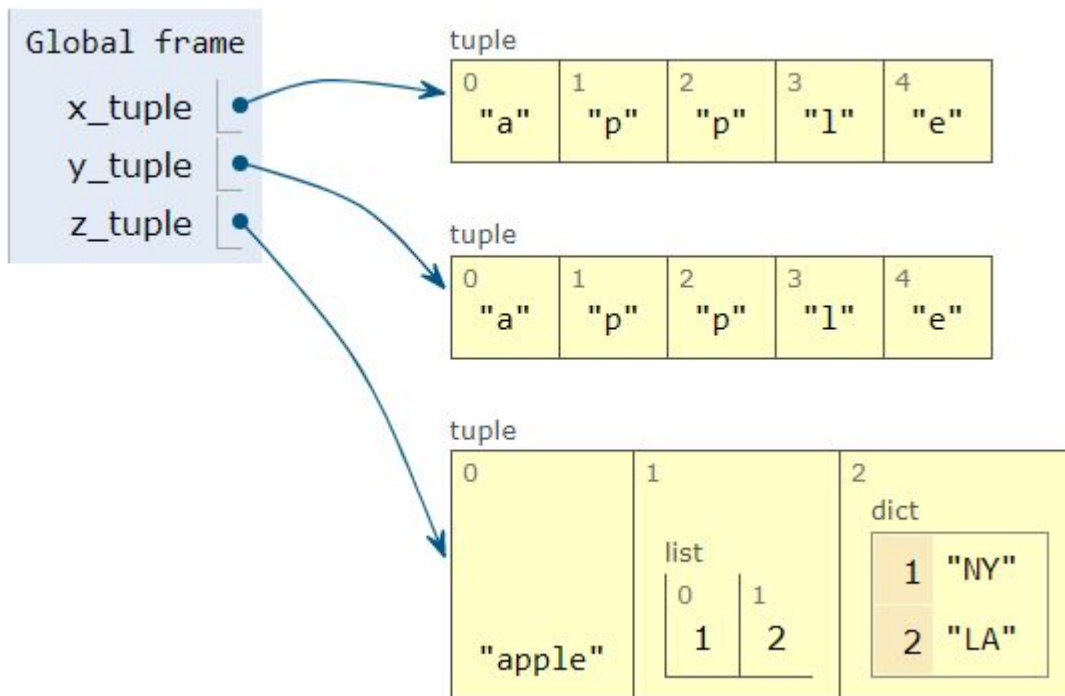 Global frame
x_tuple
y_tuple
z_tuple
tuple
0 1 2 3 4
"a" "p" "p" "l" "e"
tuple
0 1 2 3 4
"a" "p" "p" "l" "e"
tuple
0 1 2
dict
1 "NY"
2 "LA"
list
0 1
1 2
"apple"